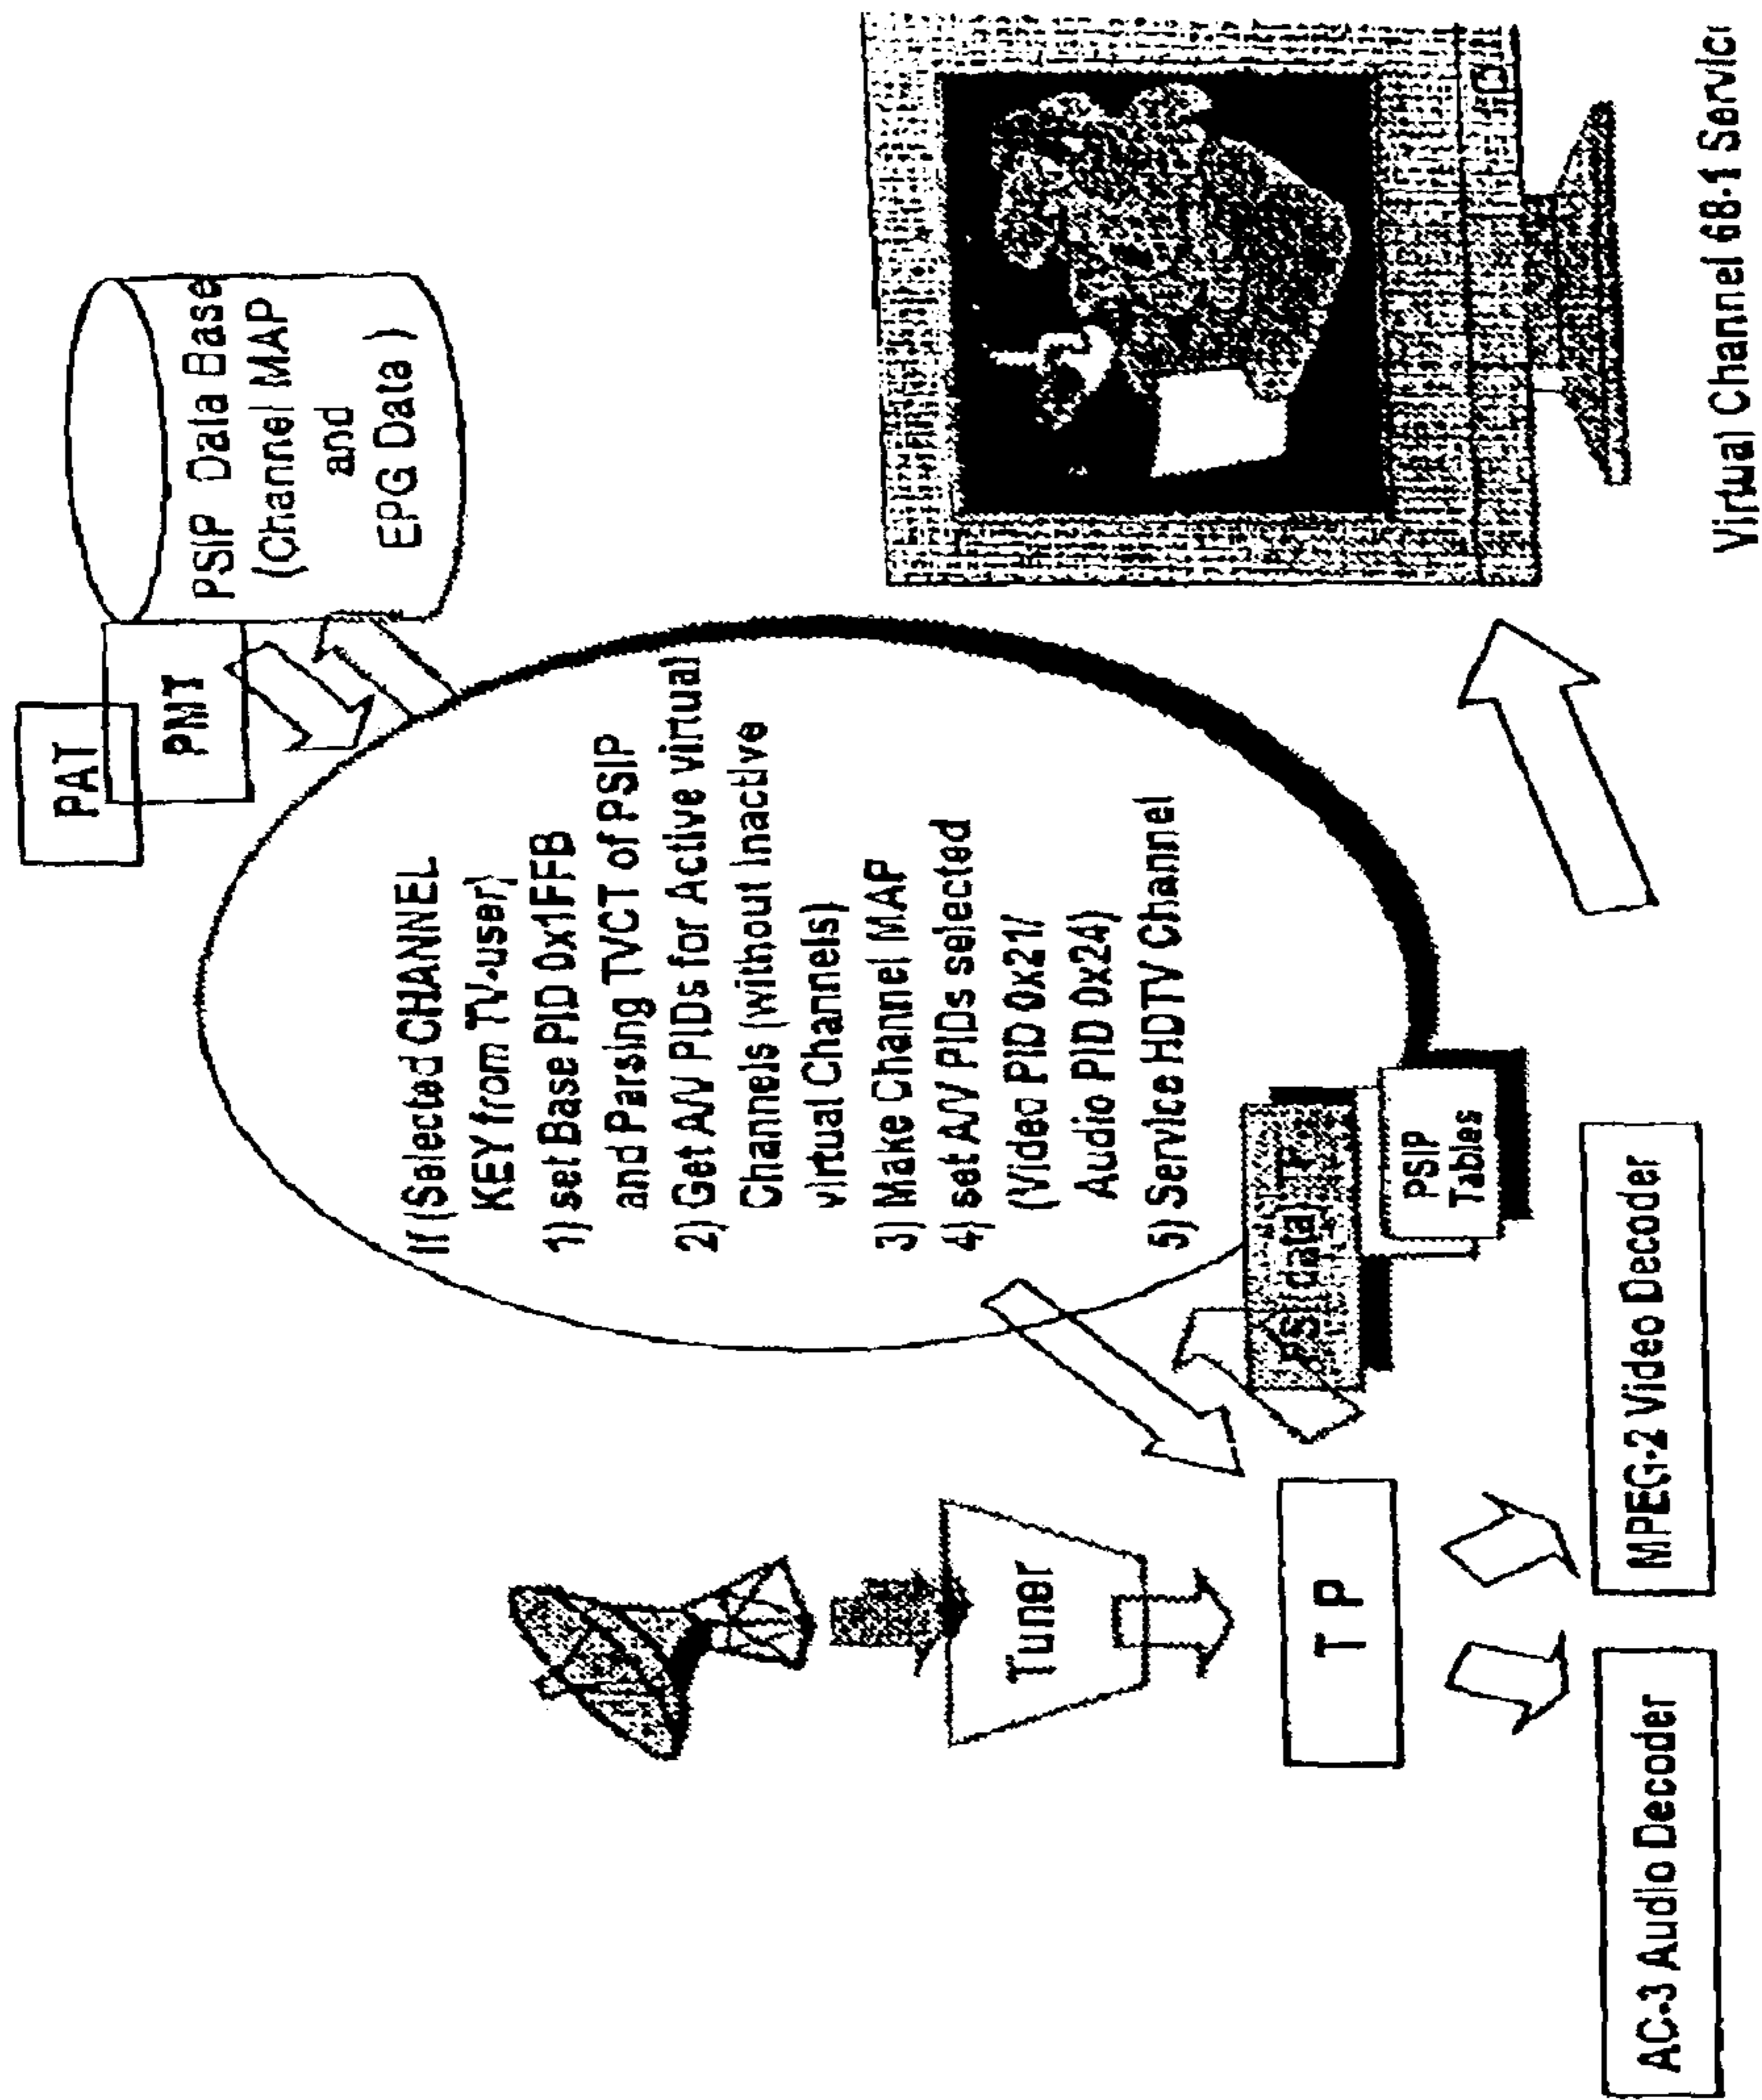 PAT
PMT
PSIP Data Base
(Channel MAP
and
EPG Data )
If (Selected CHANNEL
KEY from TV-user)
1) set Base PID 0x1FFB
and Parsing TVCT of PSIP
2) Get A/V PIDs for Active virtual
Channels (without Inactive
virtual Channels)
3) Make Channel MAP
4) set A/V PIDs selected
(Video PID 0x21/
Audio PID 0x24)
5) Service HDTV Channel
Tuner
TP
PSI data
PSIP
Tables
AC-3 Audio Decoder
MPEG-2 Video Decoder
Virtual Channel 68-1 Servic